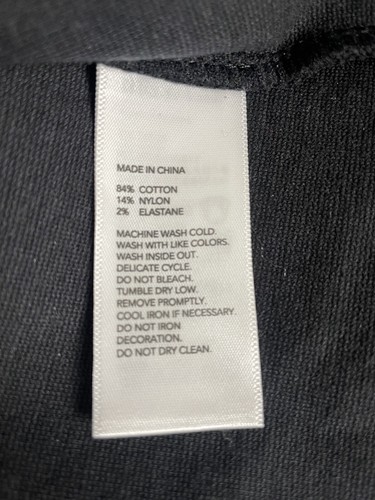 MADE IN CHINA
84% COTTON
14% NYLON
2% ELASTANE
MACHINE WASH COLD.
WASH WITH LIKE COLORS.
WASH INSIDE OUT.
DELICATE CYCLE.
DO NOT BLEACH.
TUMBLE DRY LOW.
REMOVE PROMPTLY.
COOL IRON IF NECESSARY.
DO NOT IRON
DECORATION.
DO NOT DRY CLEAN.